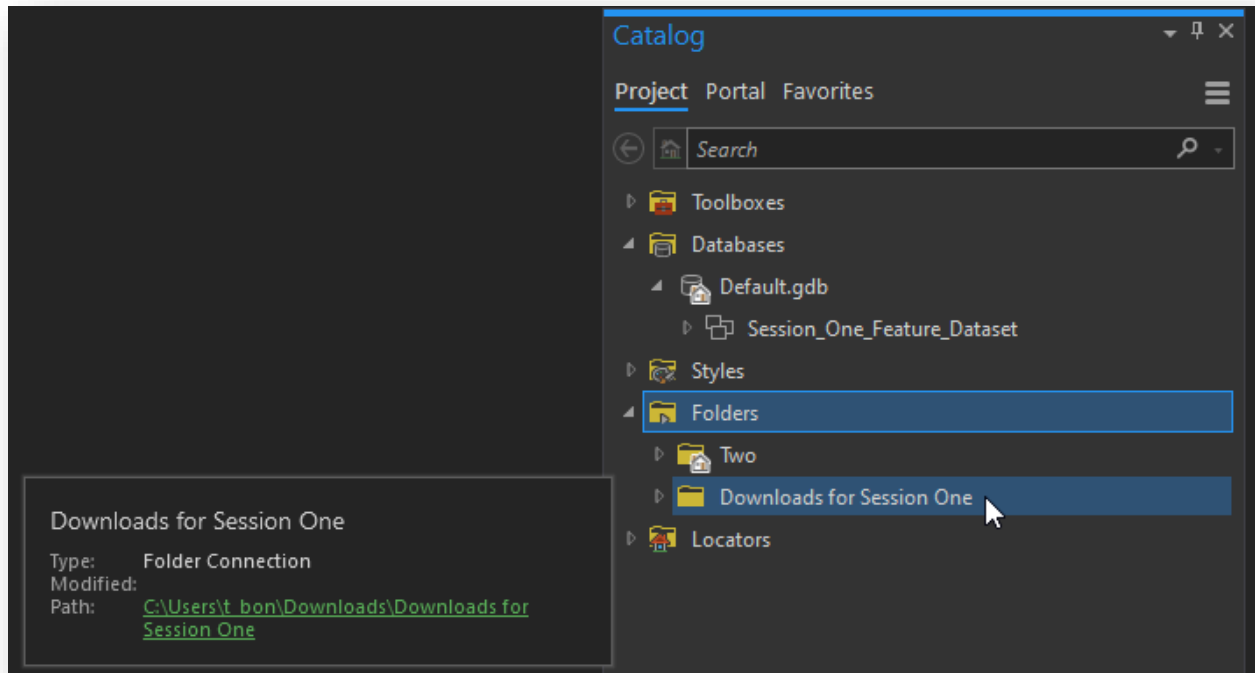 Catalog
Project Portal Favorites
Search
Toolboxes
Databases
Default.gdb
Session_One_Feature_Dataset
Styles
Folders
Two
Downloads for Session One
Locators
Downloads for Session One
Type: Folder Connection
Modified:
Path: C:\Users\t_bon\Downloads\Downloads for
Session One